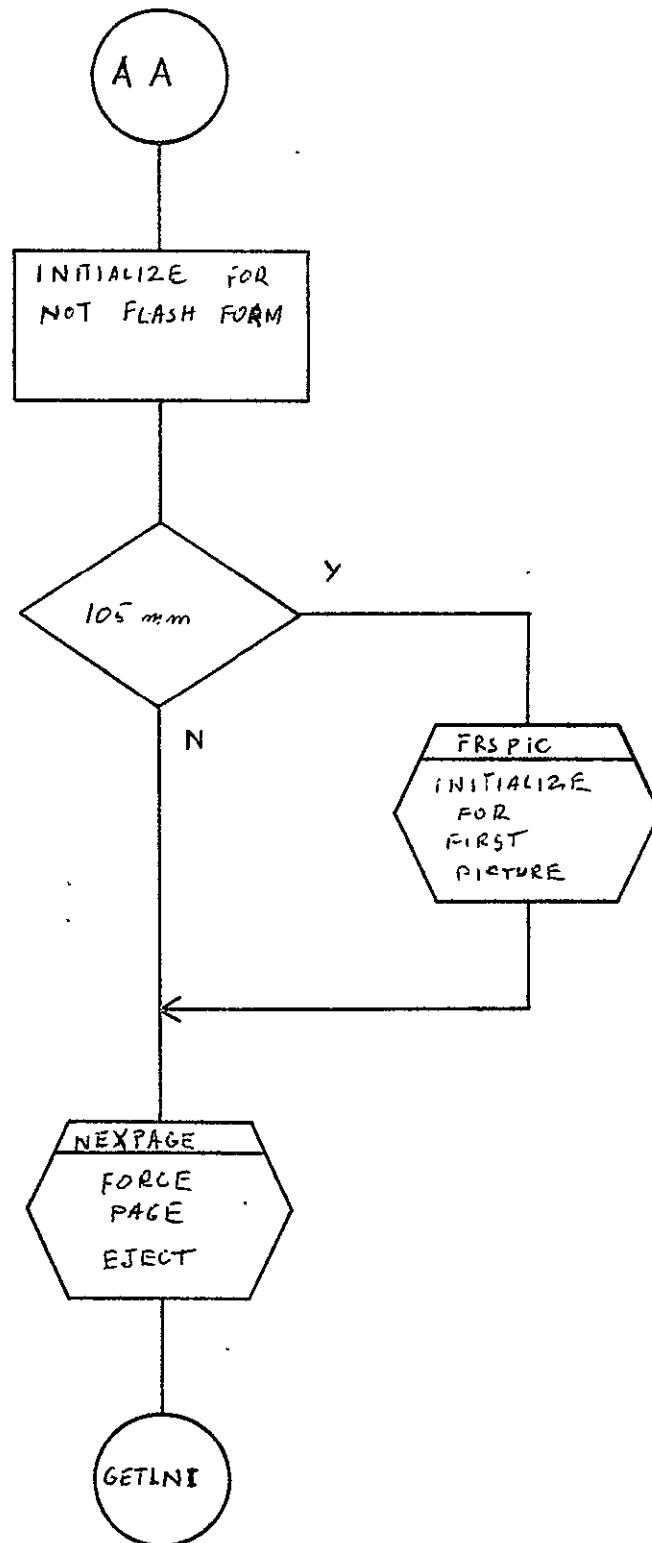 A A
INITIALIZE FOR
NOT FLASH FORM
105 mm
Y
N
FRSPIC
INITIALIZE
FOR
FIRST
PICTURE
NEXPAGE
FORCE
PAGE
EJECT
GETLNI